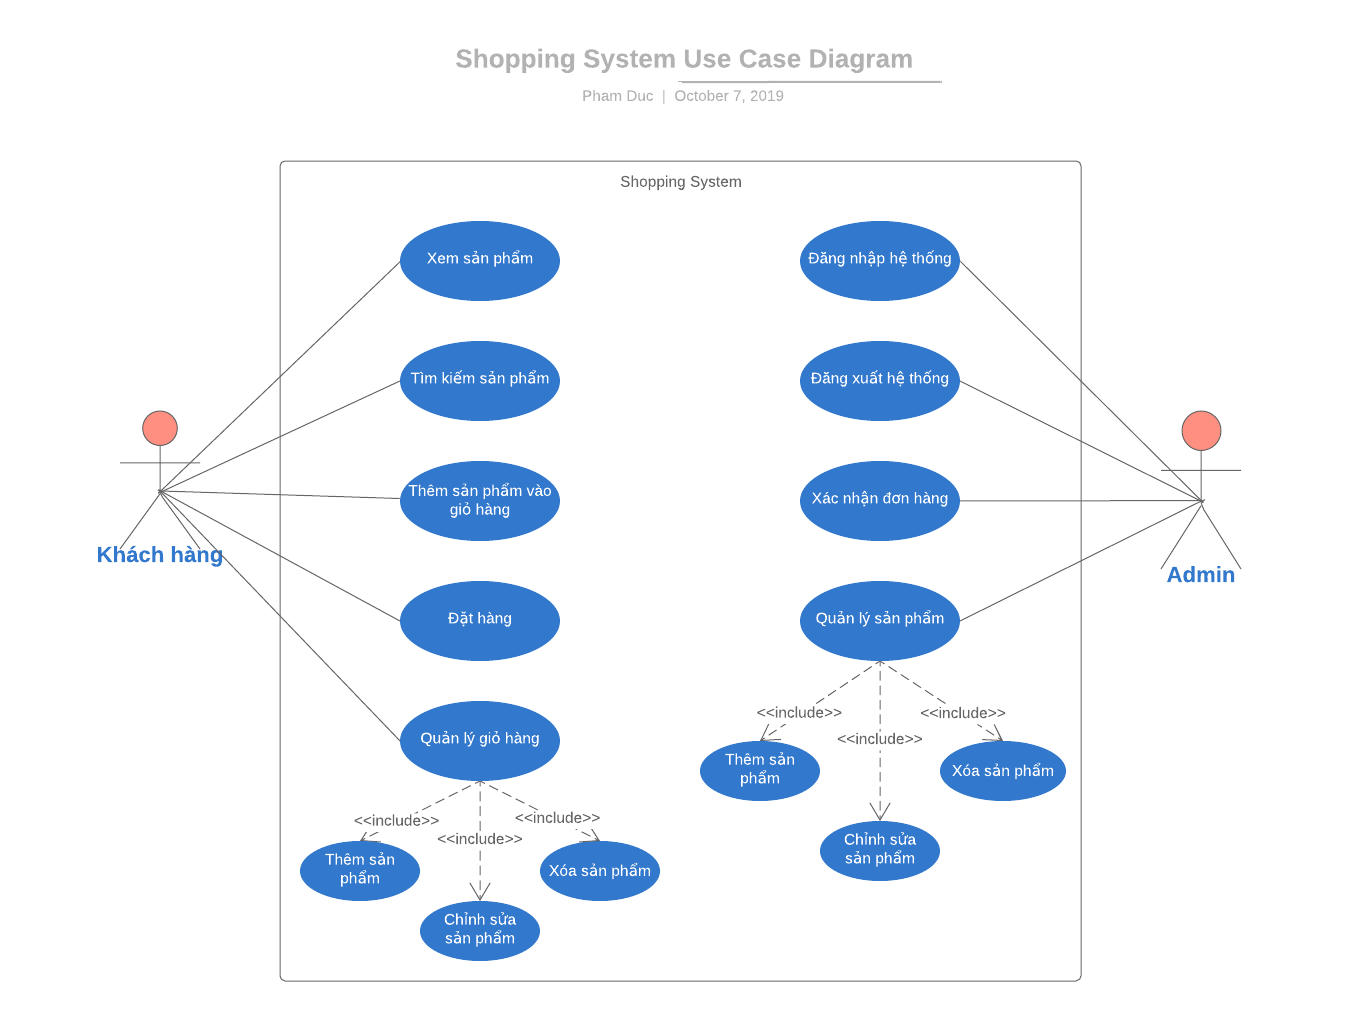 Shopping System Use Case Diagram
Pham Duc | October 7, 2019
Shopping System
Xem sản phẩm
Đăng nhập hệ thống
Tìm kiếm sản phẩm
Đăng xuất hệ thống
Thêm sản phẩm vào
giỏ hàng
Xác nhận đơn hàng
Khách hàng
Admin
Đặt hàng
Quản lý sản phẩm
<<include>>
<<include>>
<<include>>
Quản lý giỏ hàng
Thêm sản
phẩm
Xóa sản phẩm
Chỉnh sửa
sản phẩm
<<include>>
<<include>>
<<include>>
Thêm sản
phẩm
Xóa sản phẩm
Chỉnh sửa
sản phẩm